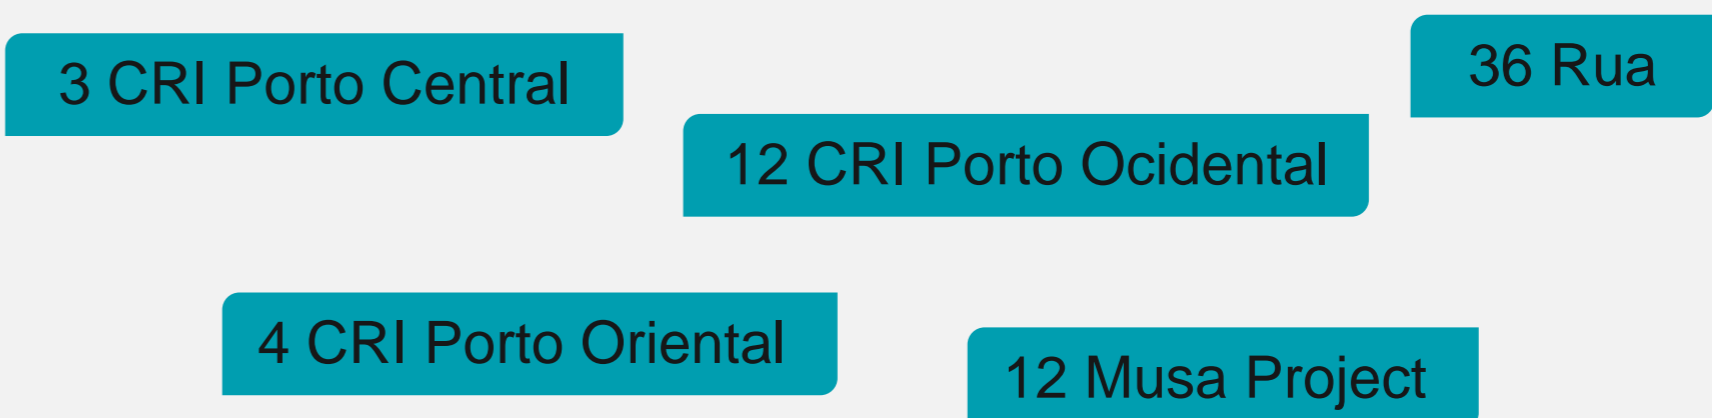 3 CRI Porto Central
36 Rua
12 CRI Porto Ocidental
4 CRI Porto Oriental
12 Musa Project